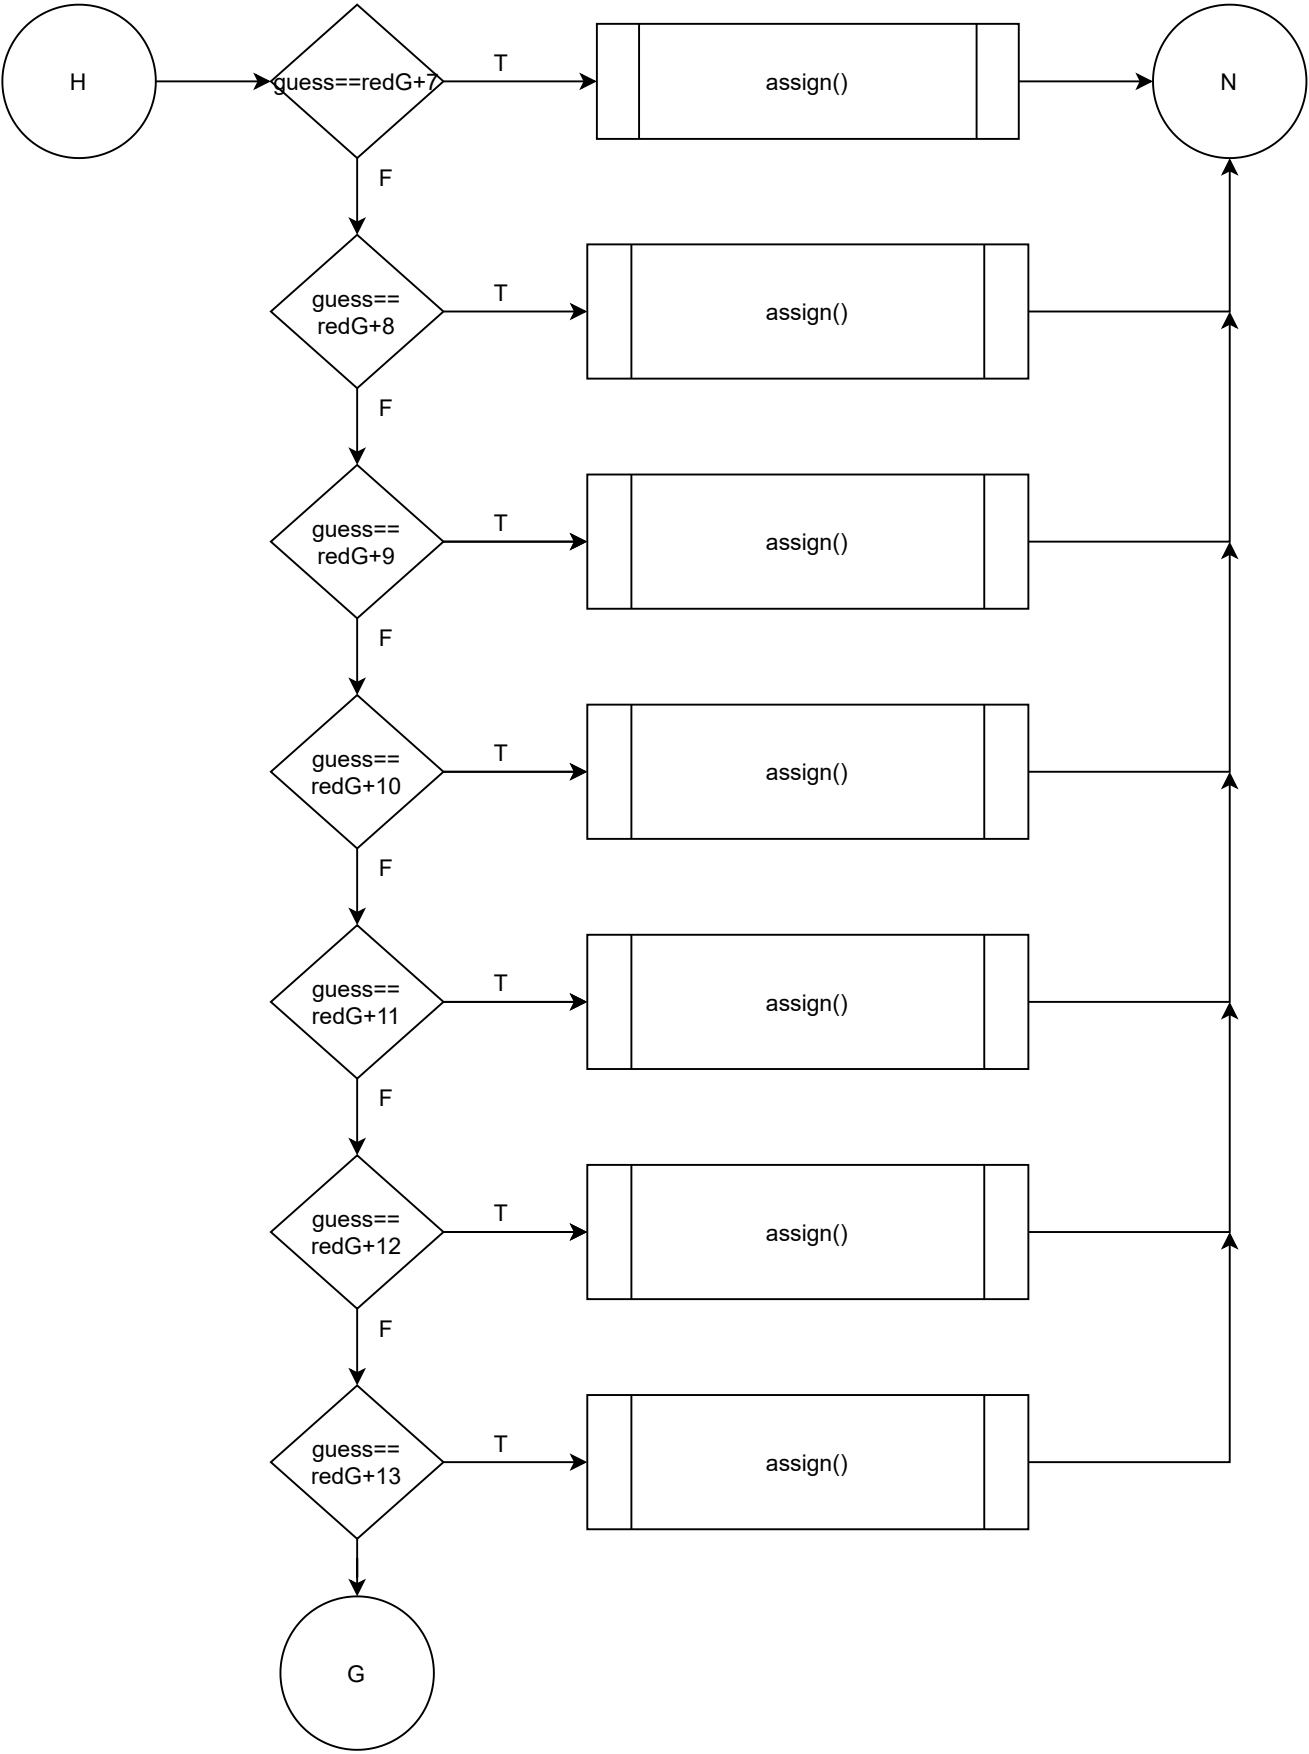 H
guess==redG+7
T
assign()
N
F
guess==
redG+8
T
assign()
F
guess==
redG+9
T
assign()
F
guess==
redG+10
T
assign()
F
guess==
redG+11
T
assign()
F
guess==
redG+12
T
assign()
F
guess==
redG+13
T
assign()
G